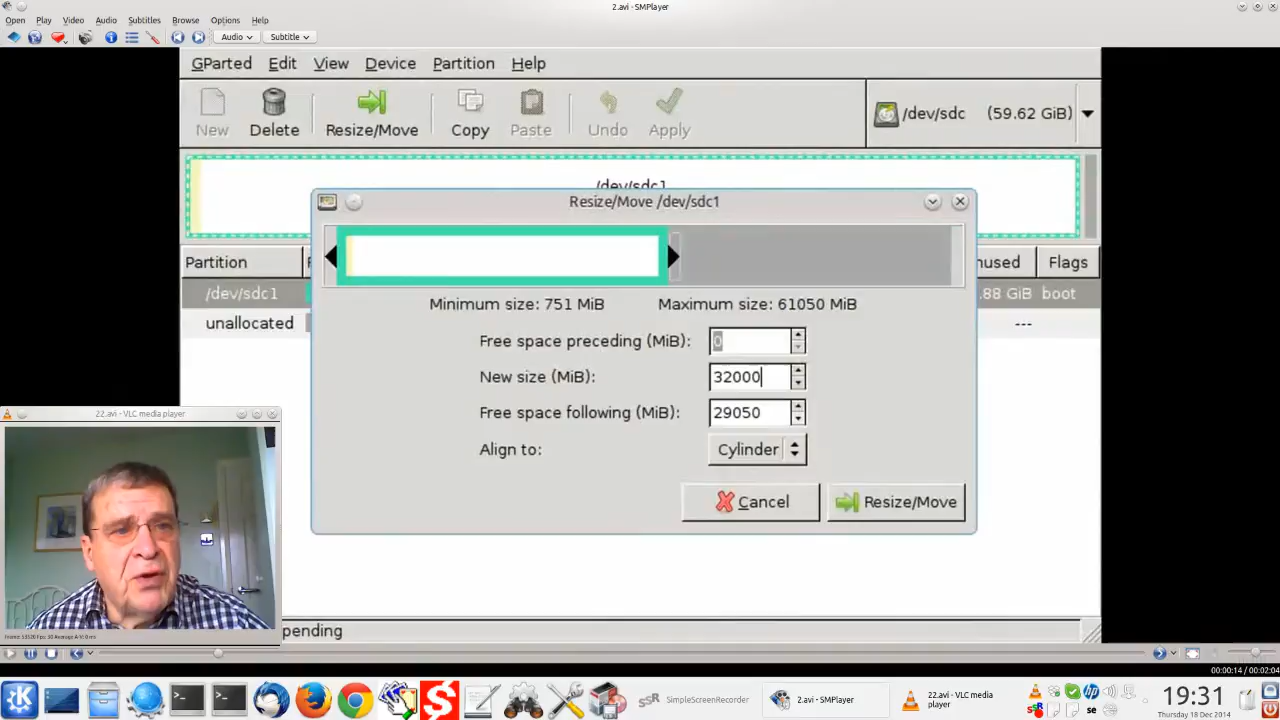 2.avi - SMPlayer
Open Play Video Audio Subtitles Browse Options Help
Audio Subtitle
GParted Edit View Device Partition Help
New Delete Resize/Move Copy Paste Undo Apply
/dev/sdc (59.62 GiB)
/dev/sdc1
Resize/Move /dev/sdc1
Partition
nused Flags
/dev/sdc1
.88 GiB boot
unallocated
---
Minimum size: 751 MiB Maximum size: 61050 MiB
Free space preceding (MiB): 0
New size (MiB): 32000
Free space following (MiB): 29050
Align to: Cylinder
Cancel Resize/Move
22.avi - VLC media player
pending
00:00:14 / 00:02:04
SimpleScreenRecorder
2.avi - SMPlayer
22.avi - VLC media
player
hp
se
19:31
Thursday 18 Dec 2014